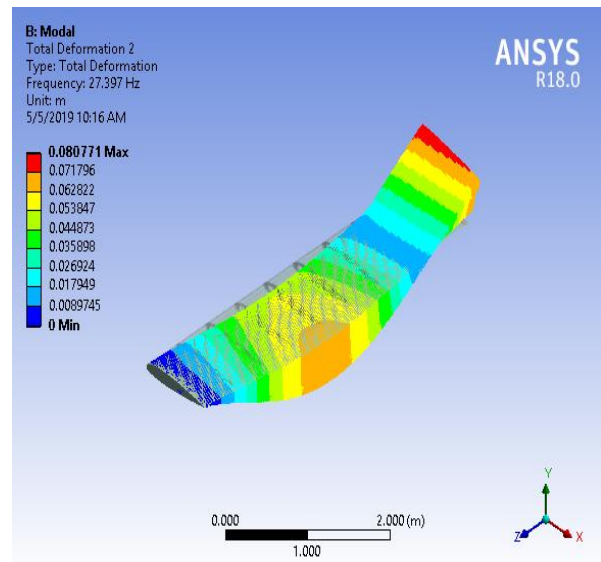 B: Modal
Total Deformation 2
Type: Total Deformation
Frequency: 27.397 Hz
Unit: m
5/5/2019 10:16 AM
ANSYS
R18.0
0.080771 Max
0.071796
0.062822
0.053847
0.044873
0.035898
0.026924
0.017949
0.0089745
0 Min
0.000 2.000 (m)
1.000
Y
Z X